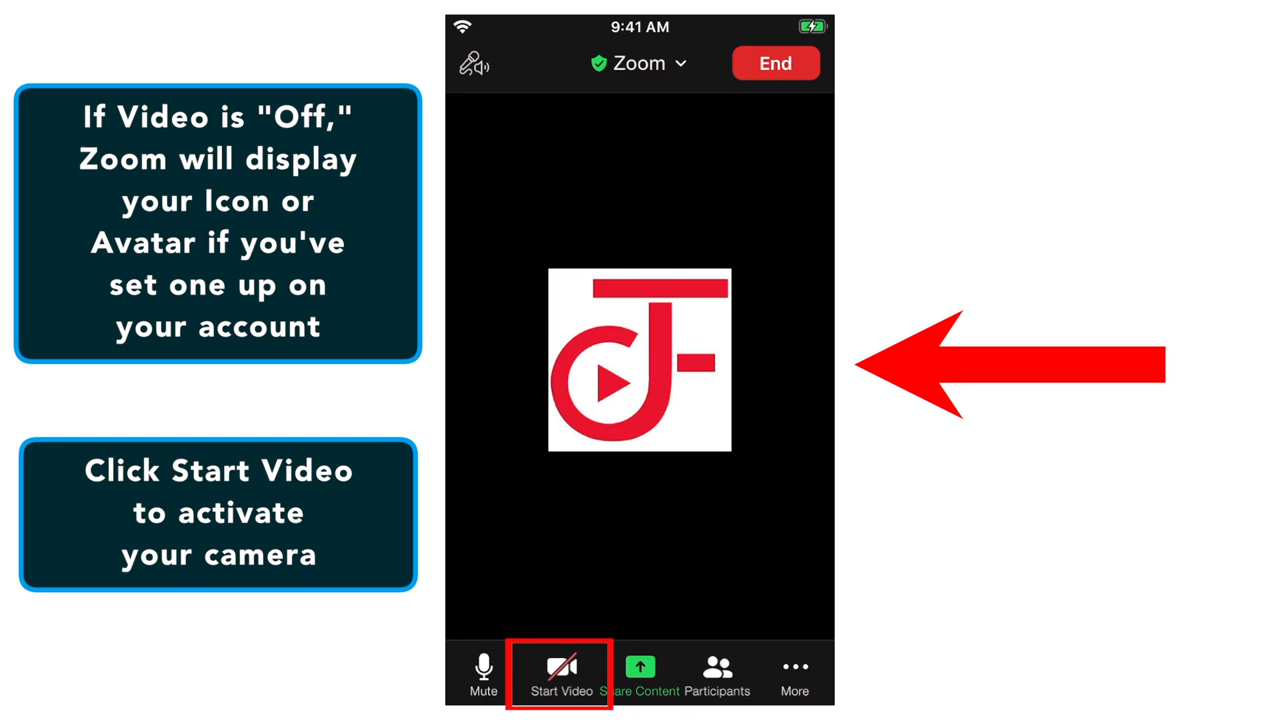 If Video is "Off,"
Zoom will display
your Icon or
Avatar if you've
set one up on
your account
Click Start Video
to activate
your camera
9:41 AM
Zoom
End
Mute
Start Video
Share Content
Participants
More